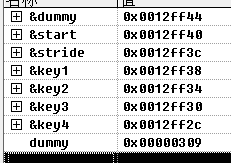 名称 值
&dummy 0x0012ff44
&start 0x0012ff40
&stride 0x0012ff3c
&key1 0x0012ff38
&key2 0x0012ff34
&key3 0x0012ff30
&key4 0x0012ff2c
dummy 0x00000309